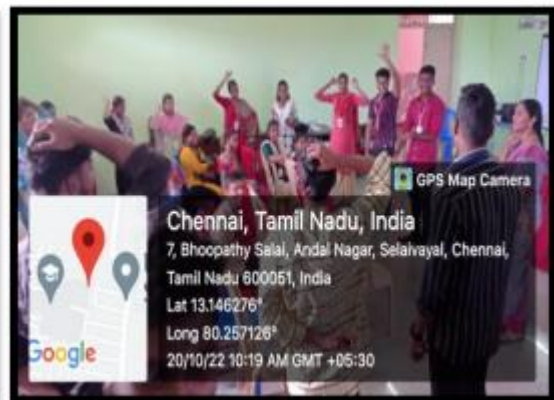 GPS Map Camera
Chennai, Tamil Nadu, India
7, Bhoopathy Salai, Andal Nagar, Selaivayal, Chennai,
Tamil Nadu 600051, India
Lat 13.146276°
Long 80.257126°
20/10/22 10:19 AM GMT +05:30
Google